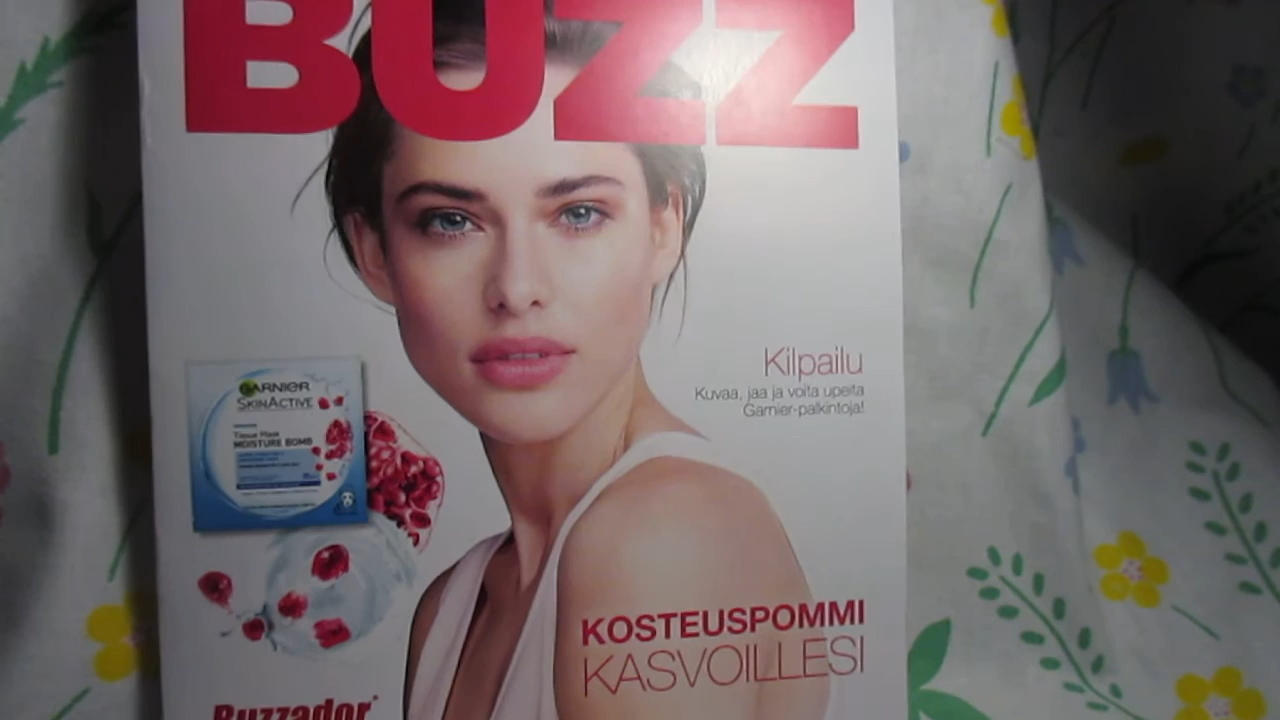 BUZZ
Kilpailu
Kuvaa, jaa ja voita upeita
Garnier-palkintoja!
GARNIER
SKINACTIVE
Tissue Mask
MOISTURE BOMB
KOSTEUSPOMMI
KASVOILLESI
Buzzador